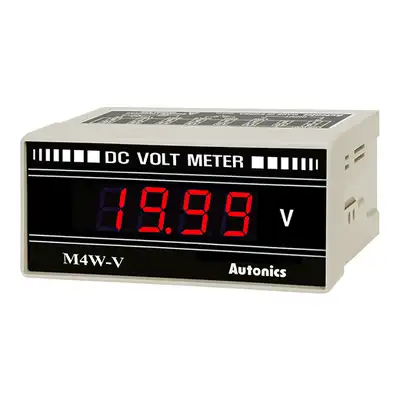 DC VOLT METER
19.99 V
M4W-V
Autonics